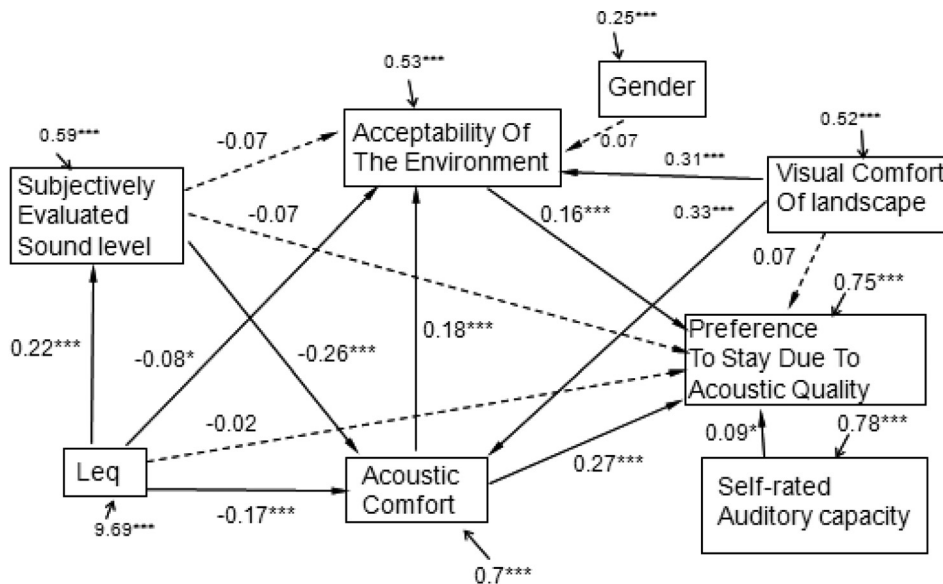 0.25***
Gender
0.53***
Acceptability Of
The Environment
0.07
0.59***
-0.07
0.52***
Subjectively
Evaluated
Sound level
0.31***
Visual Comfort
Of landscape
-0.07
0.16***
0.33***
0.07
0.75***
Preference
To Stay Due To
Acoustic Quality
0.22***
-0.08*
-0.26***
0.18***
-0.02
0.09*
0.78***
Leq
9.69***
-0.17***
Acoustic
Comfort
0.27***
Self-rated
Auditory capacity
0.7***